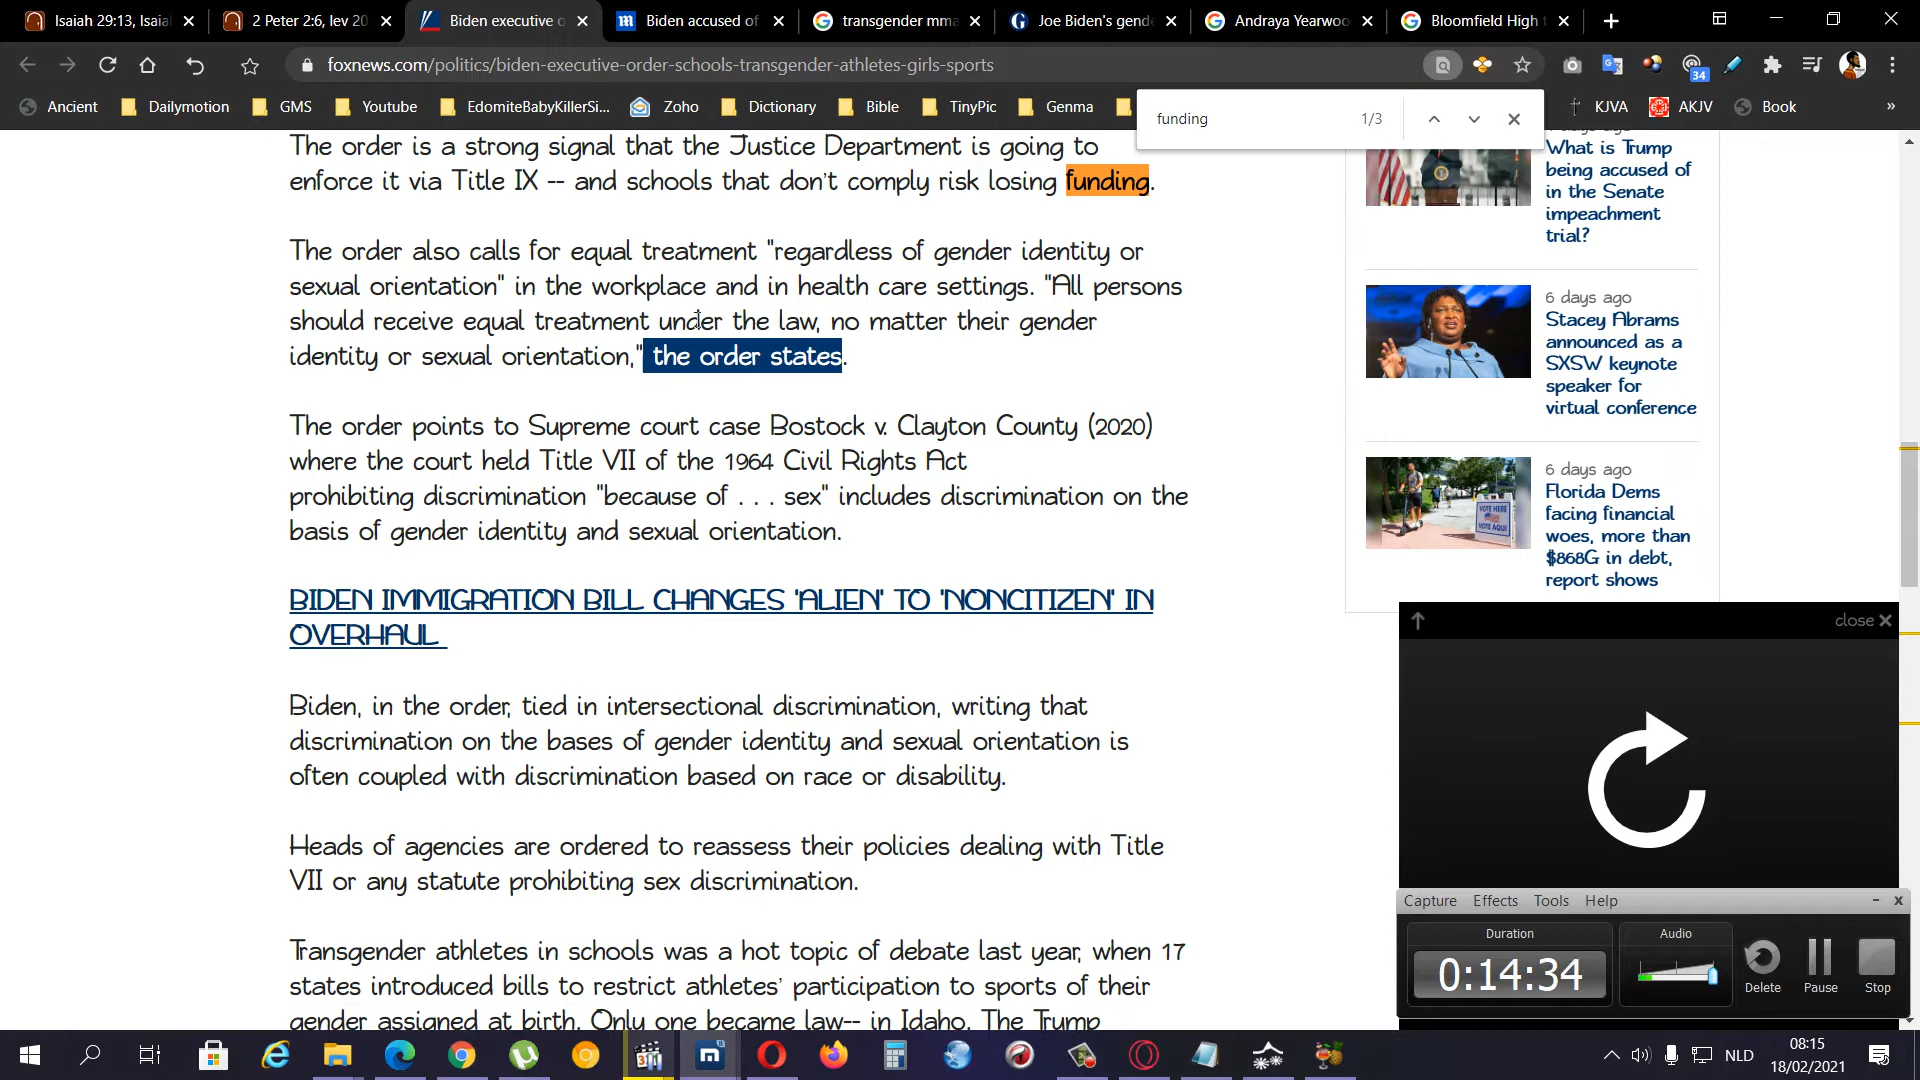 Isaiah 29:13, Isaia
2 Peter 2:6, lev 20
Biden executive o
Biden accused of
transgender mma
Joe Biden's gende
Andraya Yearwoo
Bloomfield High t
foxnews.com/politics/biden-executive-order-schools-transgender-athletes-girls-sports
34
Ancient
Dailymotion
GMS
Youtube
EdomiteBabyKillerSi...
Zoho
Dictionary
Bible
TinyPic
Genma
KJVA
AKJV
Book
»
funding
1/3
The order is a strong signal that the Justice Department is going to
enforce it via Title IX -- and schools that don't comply risk losing funding.
The order also calls for equal treatment "regardless of gender identity or
sexual orientation" in the workplace and in health care settings. "All persons
should receive equal treatment under the law, no matter their gender
identity or sexual orientation," the order states.
The order points to Supreme court case Bostock v. Clayton County (2020)
where the court held Title VII of the 1964 Civil Rights Act
prohibiting discrimination "because of . . . sex" includes discrimination on the
basis of gender identity and sexual orientation.
BIDEN IMMIGRATION BILL CHANGES 'ALIEN' TO 'NONCITIZEN' IN
OVERHAUL
Biden, in the order, tied in intersectional discrimination, writing that
discrimination on the bases of gender identity and sexual orientation is
often coupled with discrimination based on race or disability.
Heads of agencies are ordered to reassess their policies dealing with Title
VII or any statute prohibiting sex discrimination.
Transgender athletes in schools was a hot topic of debate last year, when 17
states introduced bills to restrict athletes' participation to sports of their
gender assigned at birth. Only one became law-- in Idaho. The Trump
days ago
What is Trump
being accused of
in the Senate
impeachment
trial?
6 days ago
Stacey Abrams
announced as a
SXSW keynote
speaker for
virtual conference
VOTE HERE
VOTE AQUI
6 days ago
Florida Dems
facing financial
woes, more than
$868G in debt,
report shows
close
Capture
Effects
Tools
Help
Duration
0:14:34
Audio
Delete
Pause
Stop
NLD
08:15
18/02/2021